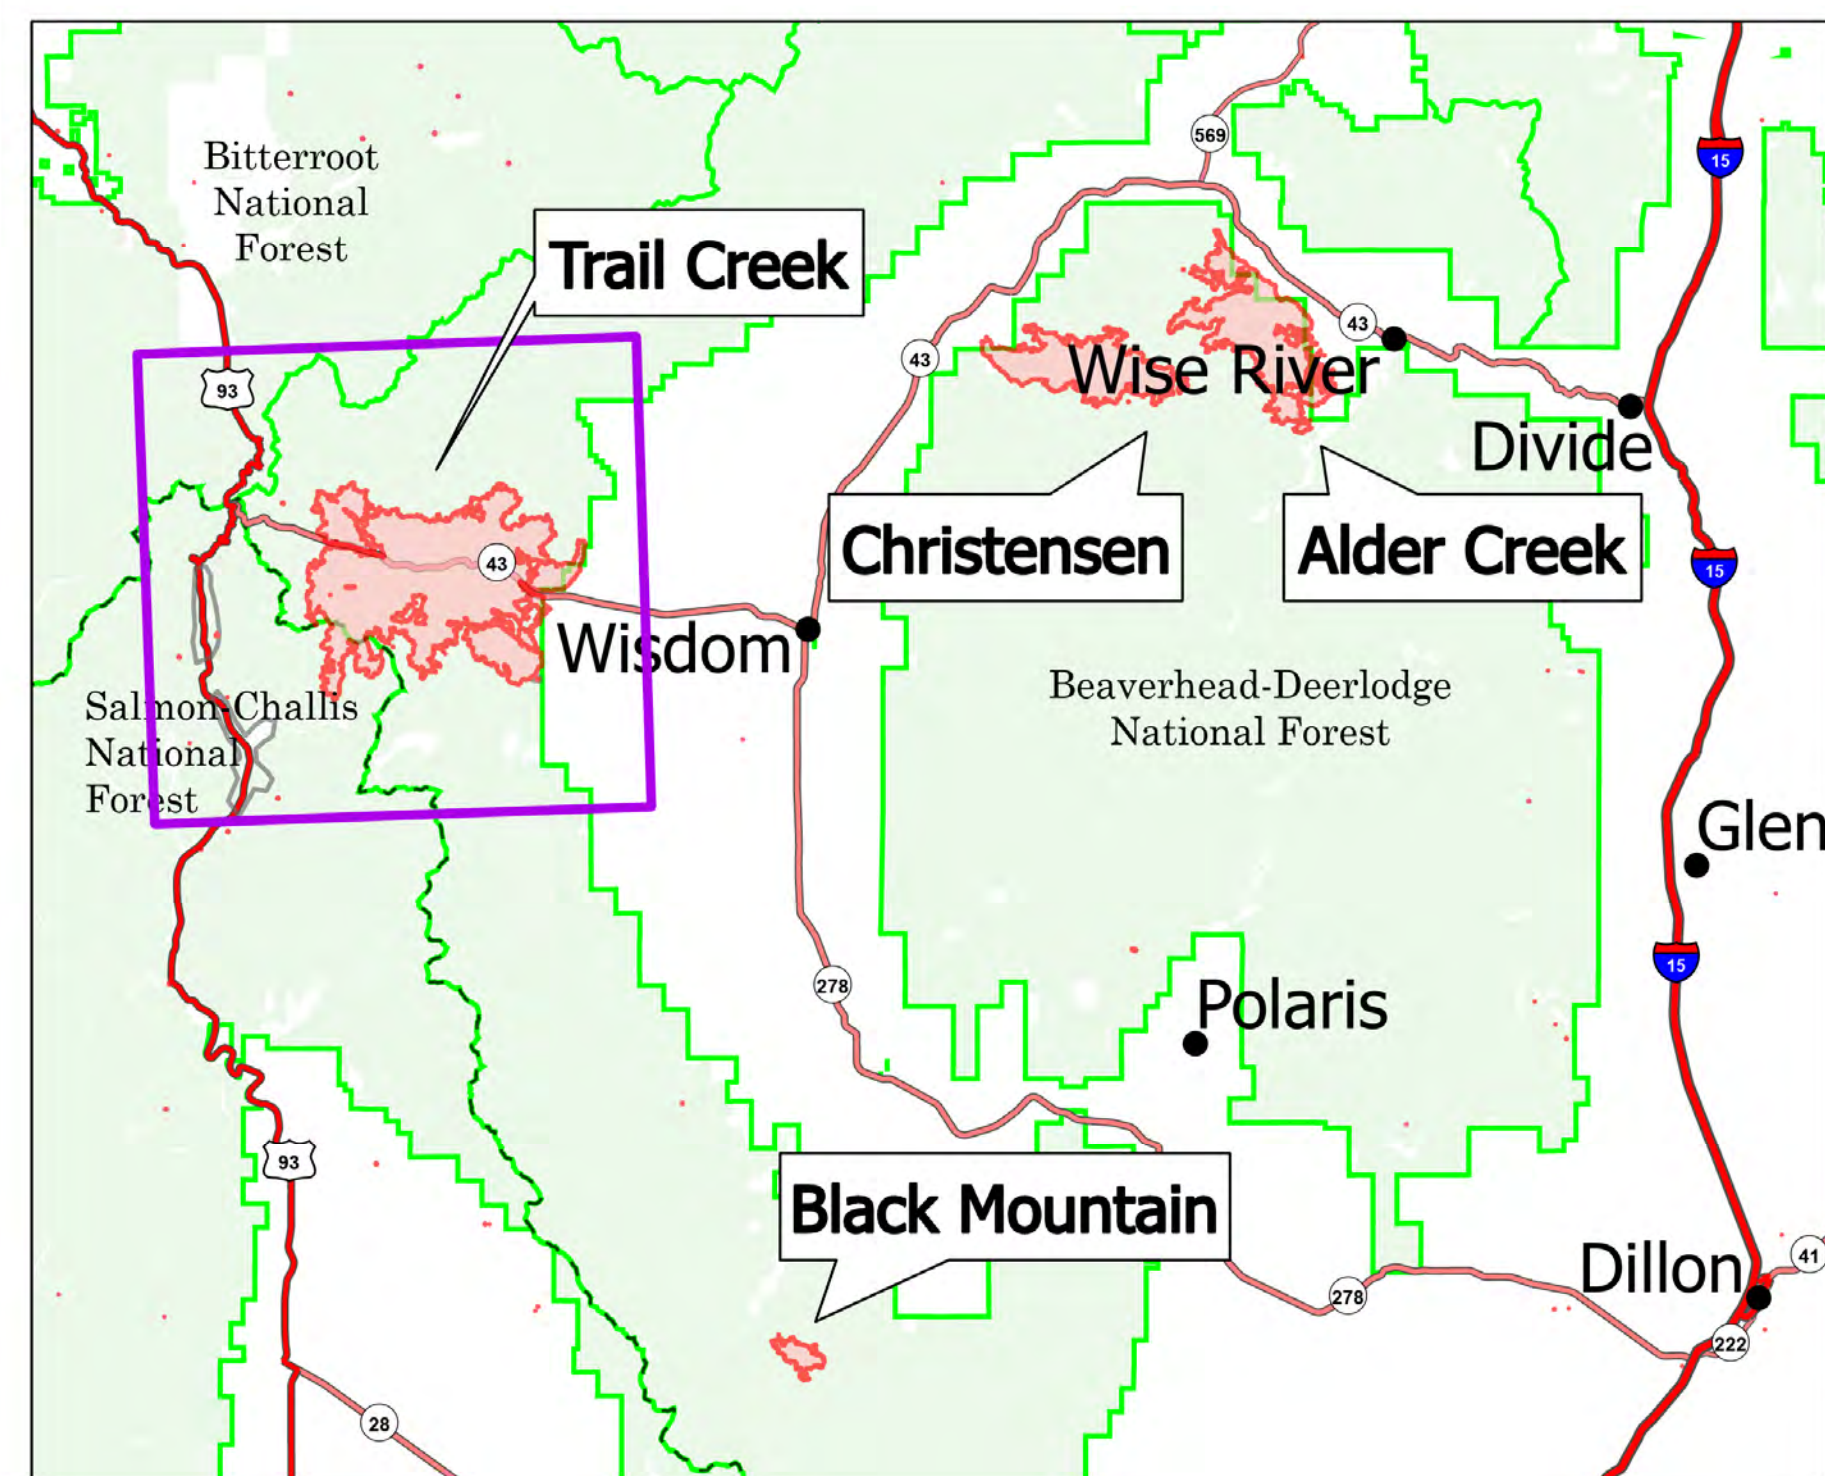 569
15
Bitterroot
National
Forest
Trail Creek
43
43
93
Wise River
Divide
Christensen
Alder Creek
43
15
Wisdom
Beaverhead-Deerlodge
National Forest
Salmon-Challis
National
Forest
Glen
15
278
Polaris
93
Black Mountain
41
Dillon
278
222
28